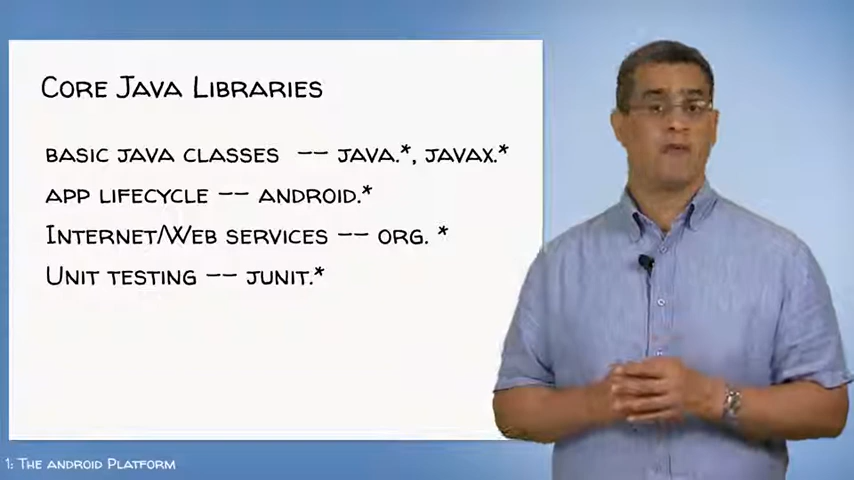 Core Java Libraries
basic java classes -- java.*, javax.*
app lifecycle -- android.*
Internet/Web services -- org. *
Unit testing -- junit.*
1: The android Platform